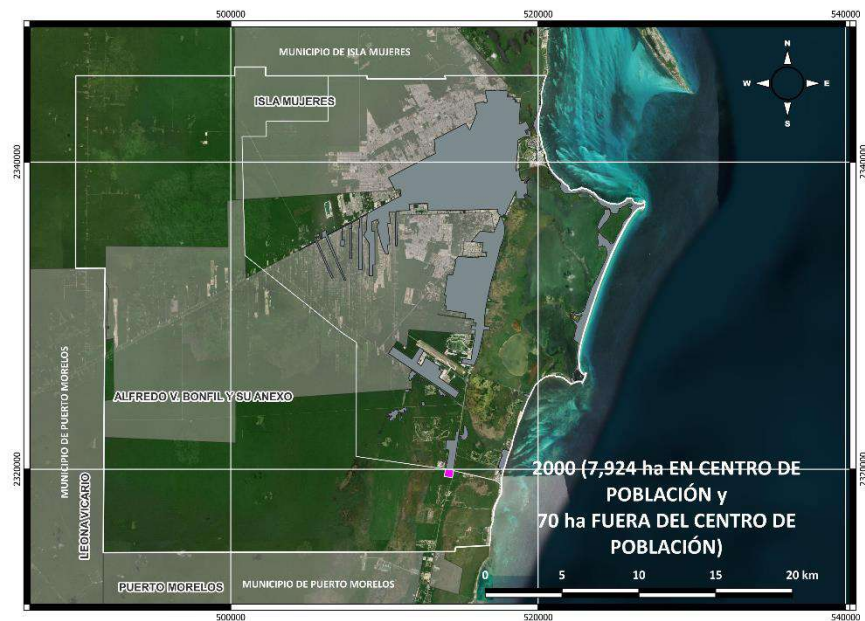 500000
520000
540000
MUNICIPIO DE ISLA MUJERES
N
W
E
S
ISLA MUJERES
2340000
2340000
MUNICIPIO DE PUERTO MORELOS
ALFREDO V. BONFIL Y SU ANEXO
LEONA VICARIO
2320000
2320000
2000 (7,924 ha EN CENTRO DE
POBLACIÓN y
70 ha FUERA DEL CENTRO DE
POBLACIÓN)
PUERTO MORELOS
MUNICIPIO DE PUERTO MORELOS
0 5 10 15 20 km
500000
520000
540000